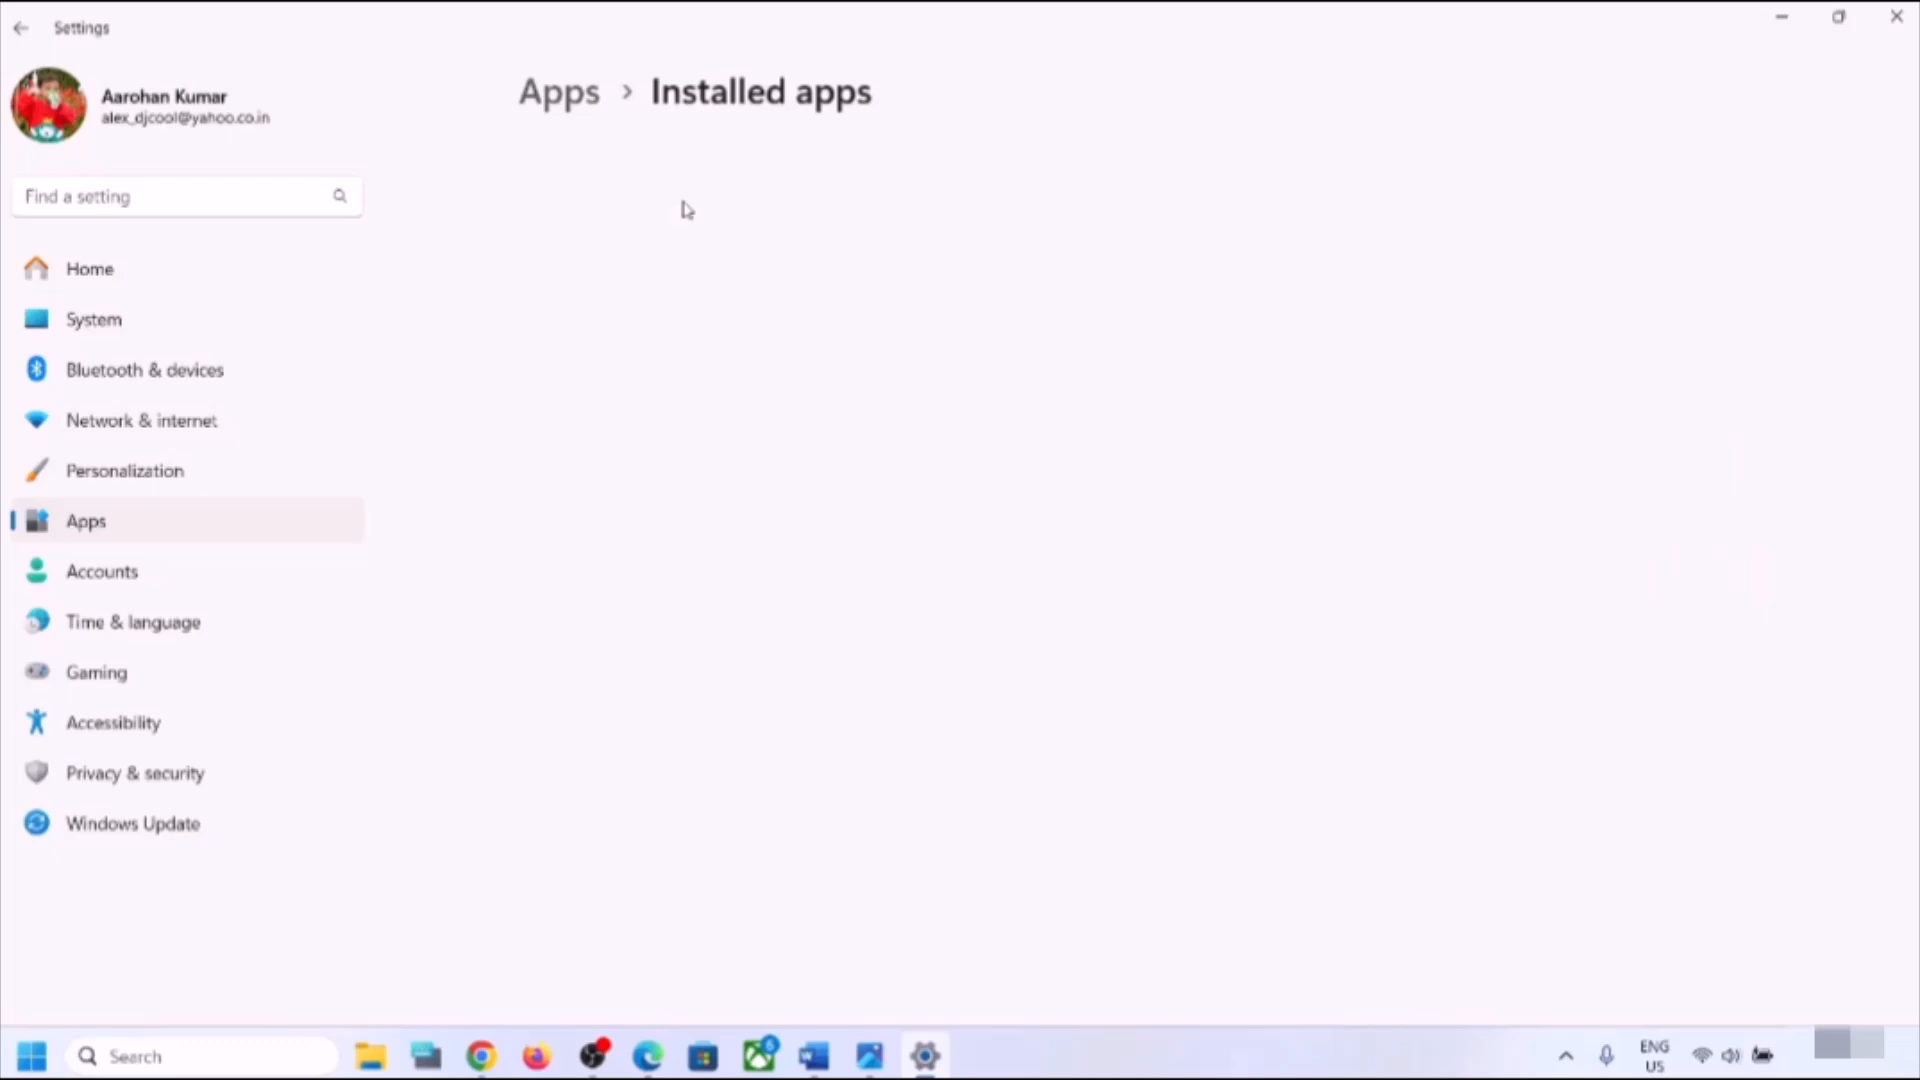 Settings
Aarohan Kumar
alex_djcool@yahoo.co.in
Find a setting
Home
System
Bluetooth & devices
Network & internet
Personalization
Apps
Accounts
Time & language
Gaming
Accessibility
Privacy & security
Windows Update
Apps > Installed apps
Search
6
ENG
US